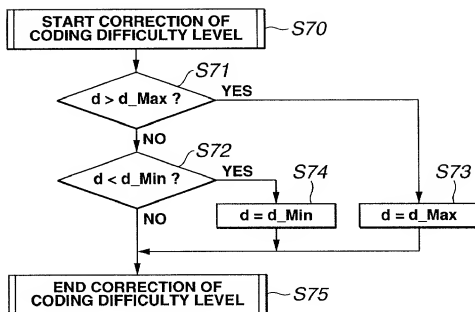 START CORRECTION OF
CODING DIFFICULTY LEVEL
S70
S71
d > d_Max ?
YES
NO
S72
d < d_Min ?
YES
NO
S74
d = d_Min
S73
d = d_Max
END CORRECTION OF
CODING DIFFICULTY LEVEL
S75